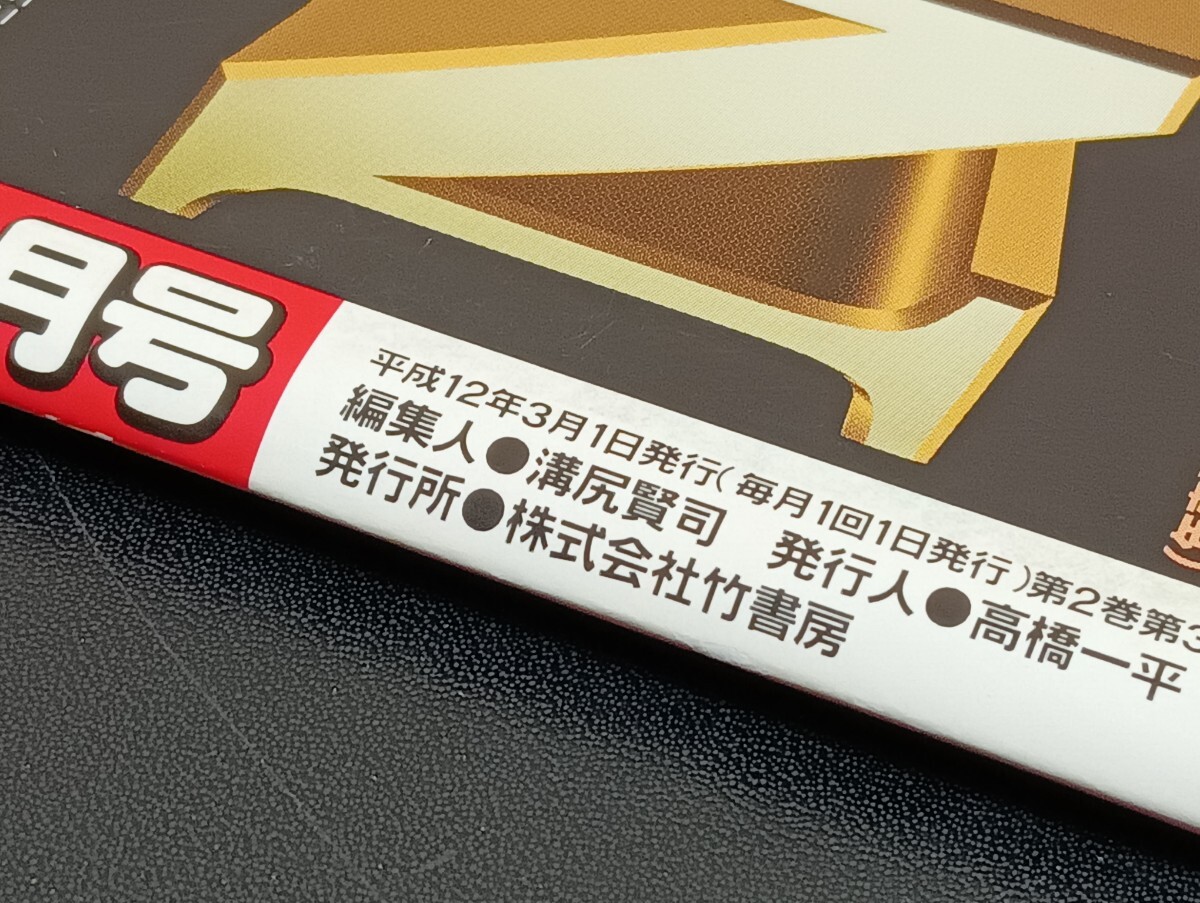 月号
平成12年3月1日発行(毎月1回1日発行)第2巻第3
編集人●溝尻賢司　発行人●高橋一平
発行所●株式会社竹書房